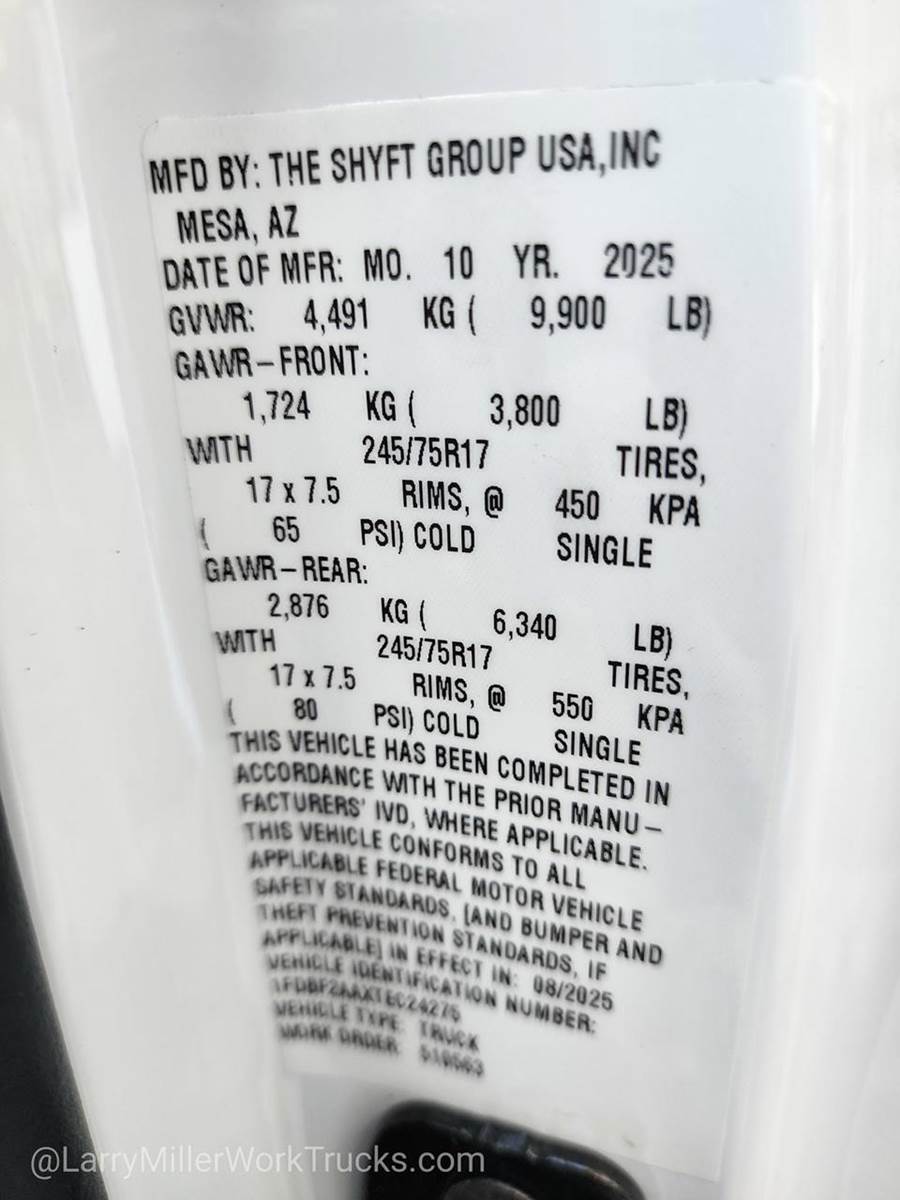 MFD BY: THE SHYFT GROUP USA,INC
MESA, AZ
DATE OF MFR: MO. 10 YR. 2025
GVWR: 4,491 KG ( 9,900 LB)
GAWR-FRONT:
1,724 KG ( 3,800 LB)
WITH 245/75R17 TIRES,
17 x 7.5 RIMS, @ 450 KPA
( 65 PSI) COLD SINGLE
GAWR-REAR:
2,876 KG ( 6,340 LB)
WITH 245/75R17 TIRES,
17 x 7.5 RIMS, @ 550 KPA
( 80 PSI) COLD SINGLE
THIS VEHICLE HAS BEEN COMPLETED IN
ACCORDANCE WITH THE PRIOR MANU-
FACTURERS' IVD, WHERE APPLICABLE.
THIS VEHICLE CONFORMS TO ALL
APPLICABLE FEDERAL MOTOR VEHICLE
SAFETY STANDARDS, [AND BUMPER AND
THEFT PREVENTION STANDARDS, IF
APPLICABLE] IN EFFECT IN: 08/2025
VEHICLE IDENTIFICATION NUMBER:
1FDBF2AAXTEC24275
VEHICLE TYPE: TRUCK
WORK ORDER
@LarryMillerWorkTrucks.com